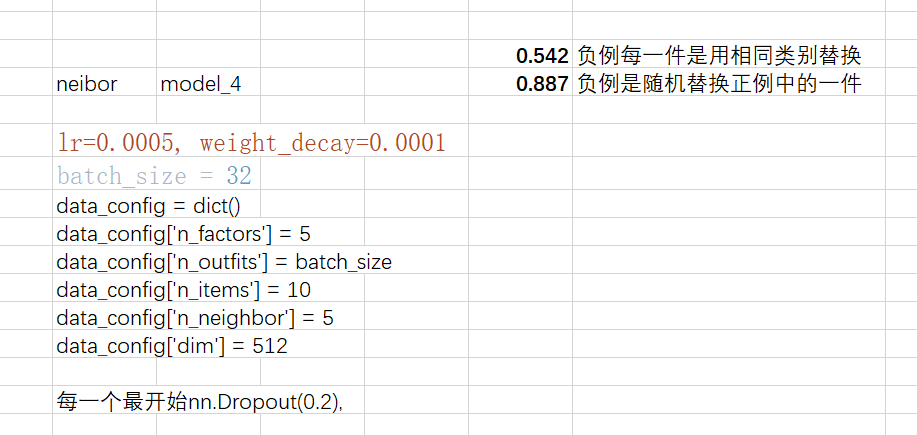 0.542 负例每一件是用相同类别替换
neibor model_4 0.887 负例是随机替换正例中的一件
lr=0.0005, weight_decay=0.0001
batch_size = 32
data_config = dict()
data_config['n_factors'] = 5
data_config['n_outfits'] = batch_size
data_config['n_items'] = 10
data_config['n_neighbor'] = 5
data_config['dim'] = 512
每一个最开始nn.Dropout(0.2),